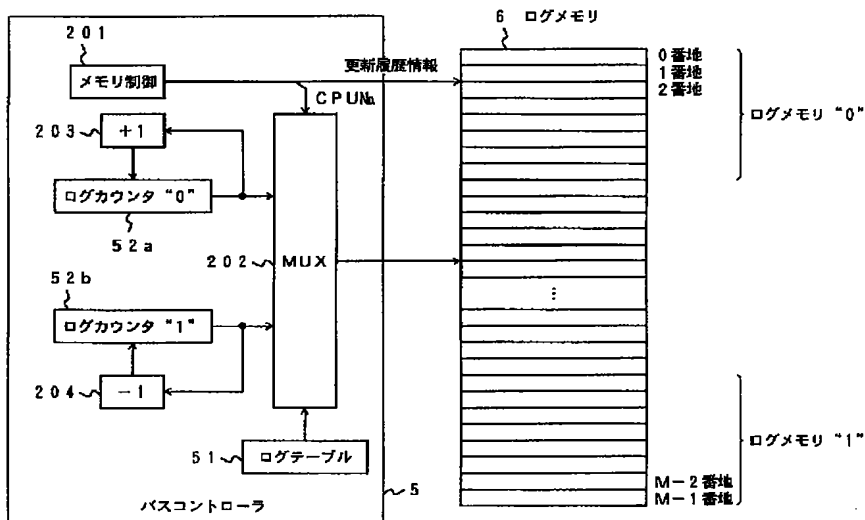 6 ログメモリ
201
メモリ制御
更新履歴情報
CPU№
0番地
1番地
2番地
ログメモリ "0"
203
+1
ログカウンタ "0"
52a
202
MUX
52b
ログカウンタ "1"
204
-1
⋮
51
ログテーブル
ログメモリ "1"
M-2番地
M-1番地
バスコントローラ
5